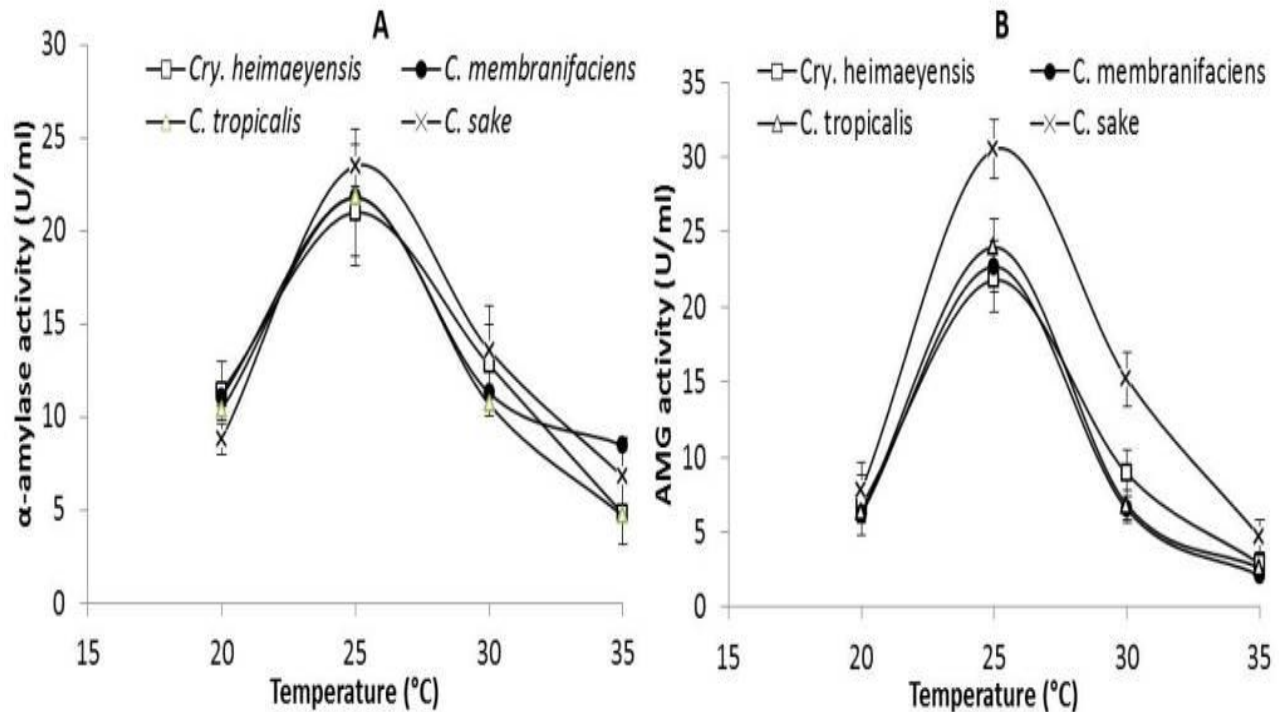 A
Cry. heimaeyensis C. membranifaciens
C. tropicalis C. sake
α-amylase activity (U/ml)
30
25
20
15
10
5
0
15 20 25 30 35
Temperature (°C)
B
Cry. heimaeyensis C. membranifaciens
C. tropicalis C. sake
AMG activity (U/ml)
35
30
25
20
15
10
5
0
15 20 25 30 35
Temperature (°C)